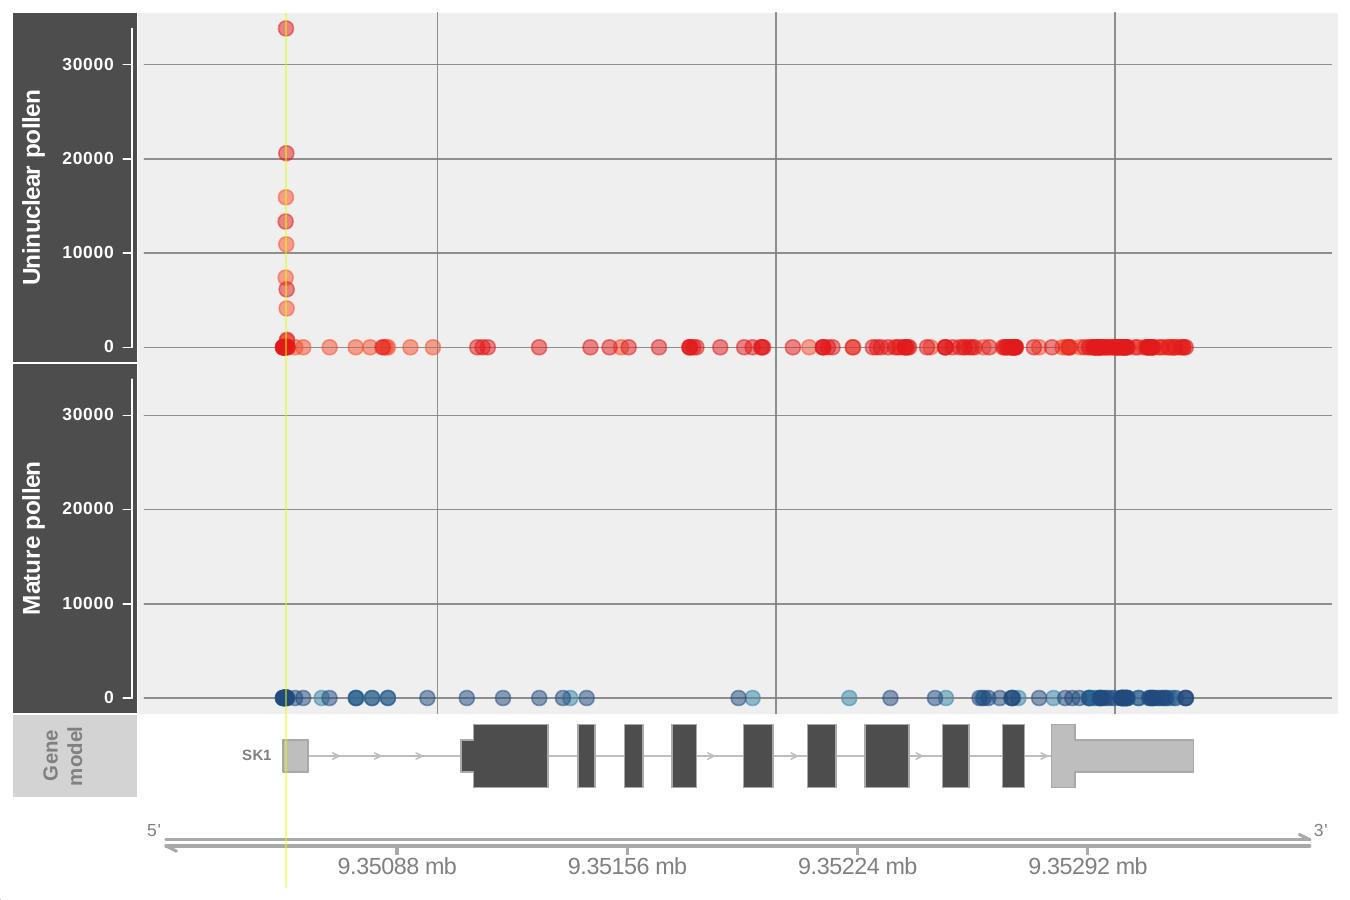 Uninuclear pollen
30000
20000
10000
0
Mature pollen
30000
20000
10000
0
Gene
model
SK1
5'
3'
9.35088 mb
9.35156 mb
9.35224 mb
9.35292 mb